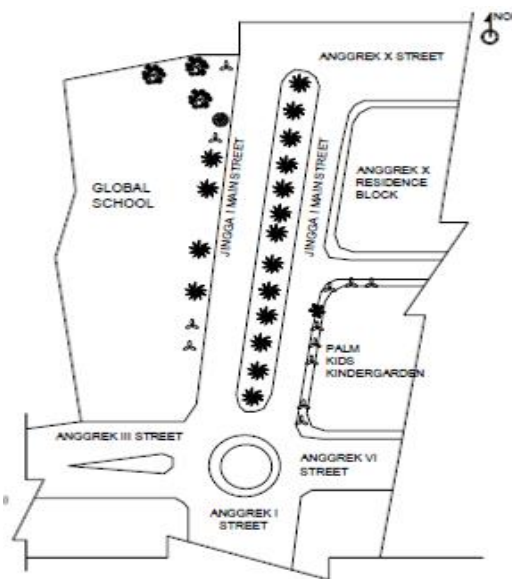 NO
ANGGREK X STREET
JINGGA I MAIN STREET
JINGGA I MAIN STREET
ANGGREK X
RESIDENCE
BLOCK
GLOBAL
SCHOOL
PALM
KIDS
KINDERGARDEN
ANGGREK III STREET
ANGGREK VI
STREET
ANGGREK I
STREET